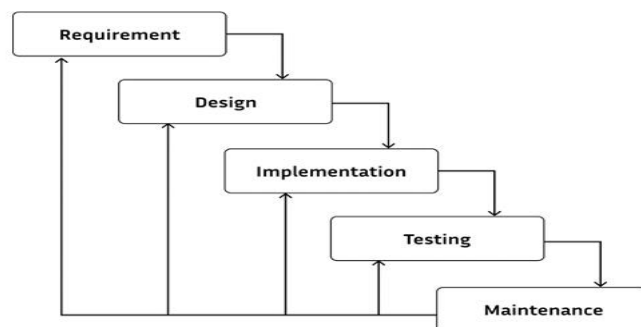 Requirement
Design
Implementation
Testing
Maintenance